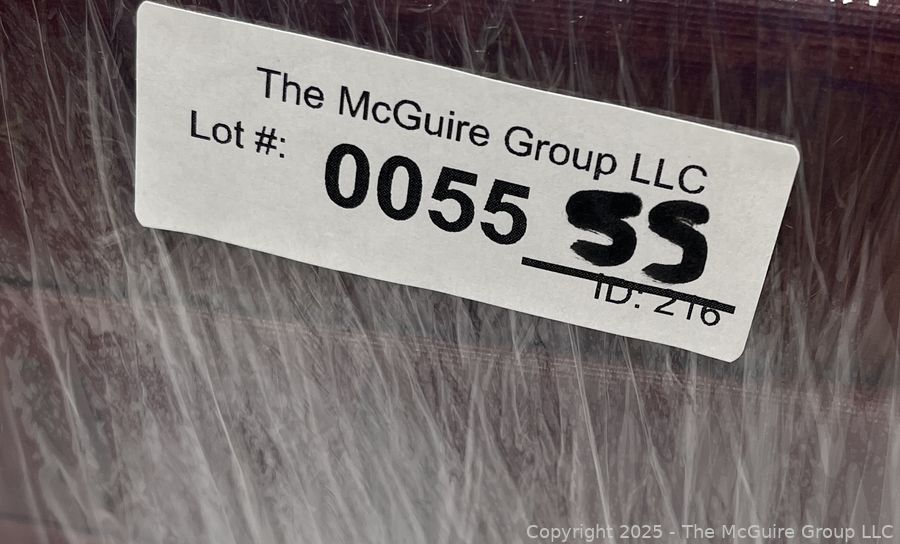 The McGuire Group LLC
Lot #: 0055 SS
ID: 216
Copyright 2025 - The McGuire Group LLC